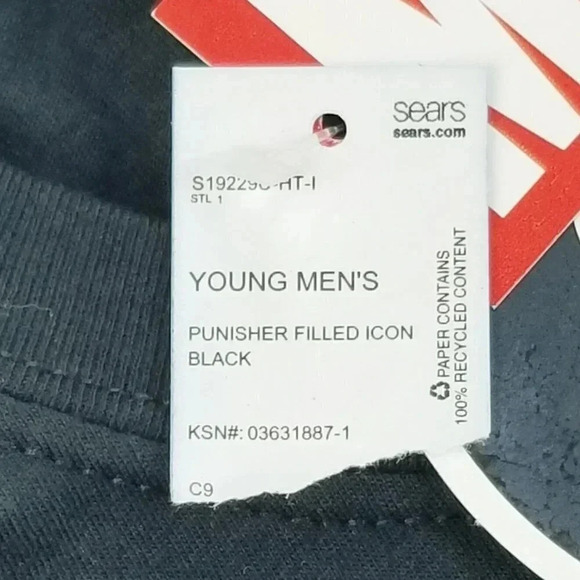 sears
sears.com
STL 1
YOUNG MEN'S
PUNISHER FILLED ICON
BLACK
KSN#: 03631887-1
C9
PAPER CONTAINS
100% RECYCLED CONTENT